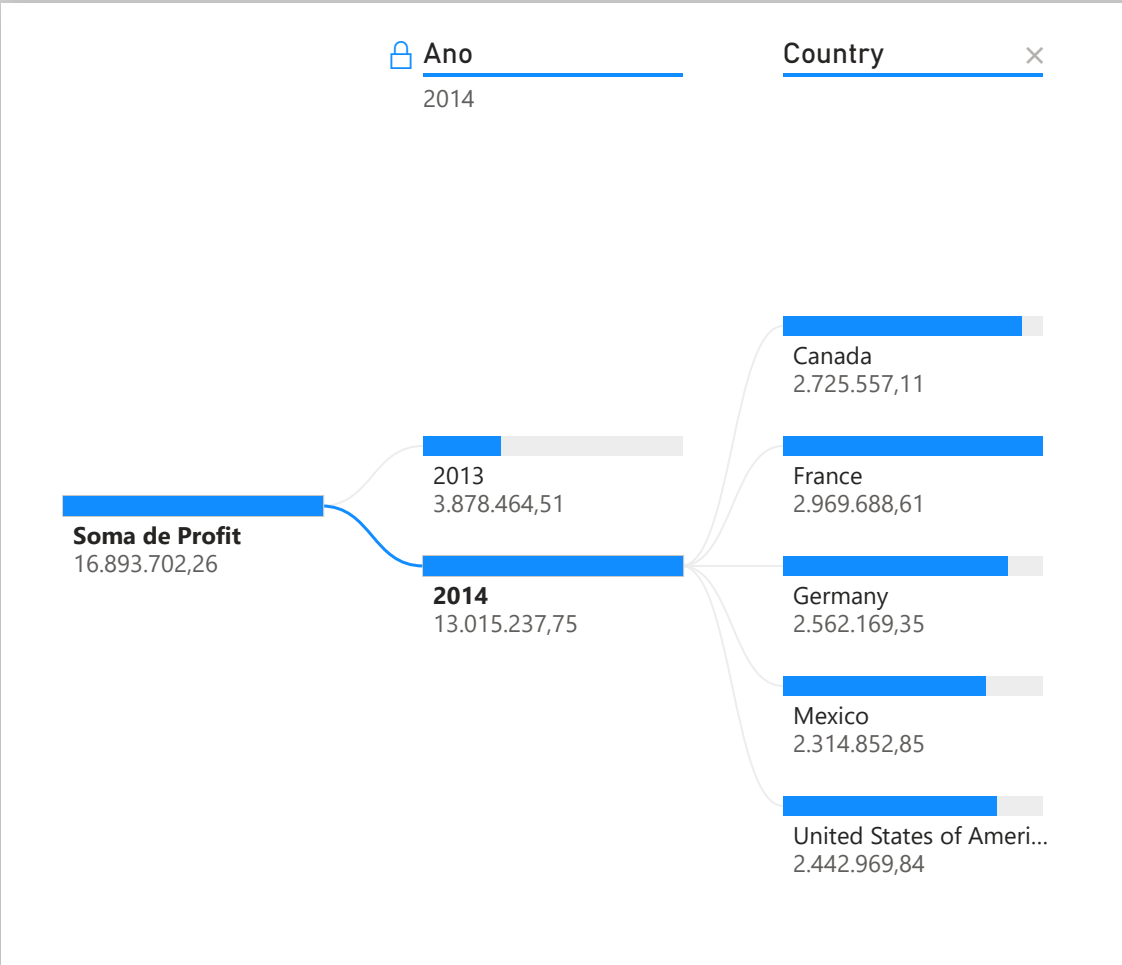 Ano
2014
Country
Soma de Profit
16.893.702,26
2013
3.878.464,51
2014
13.015.237,75
Canada
2.725.557,11
France
2.969.688,61
Germany
2.562.169,35
Mexico
2.314.852,85
United States of Ameri...
2.442.969,84